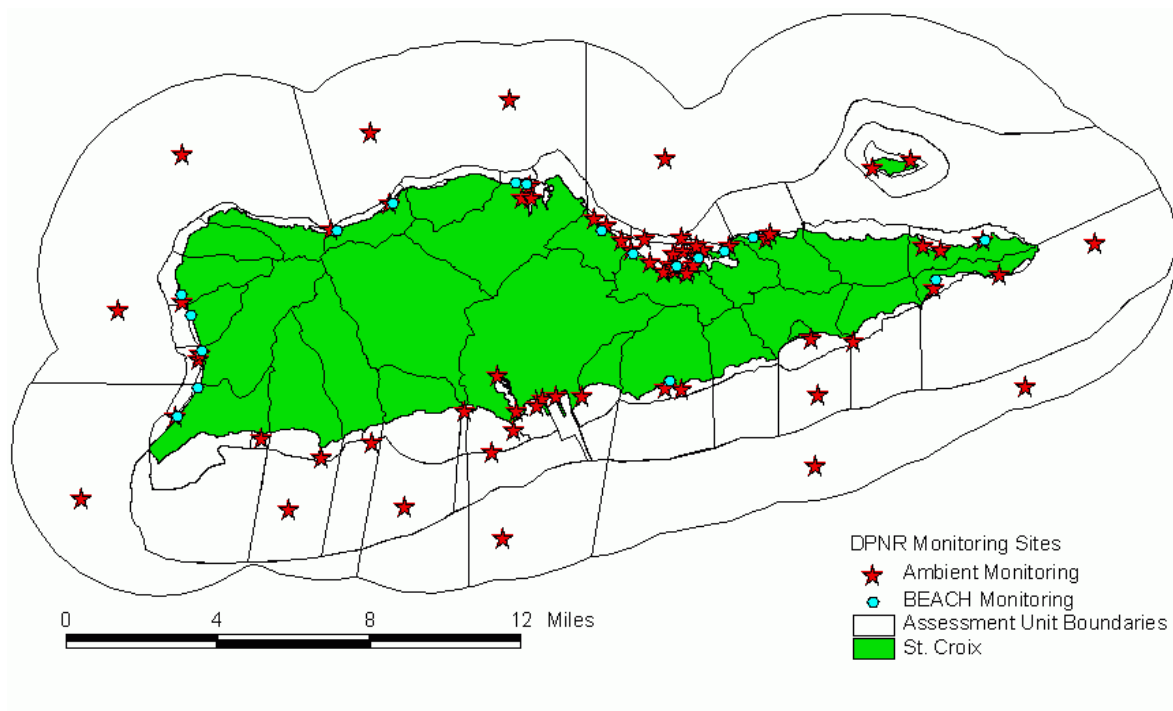 DPNR Monitoring Sites
Ambient Monitoring
BEACH Monitoring
Assessment Unit Boundaries
St. Croix
0 4 8 12 Miles